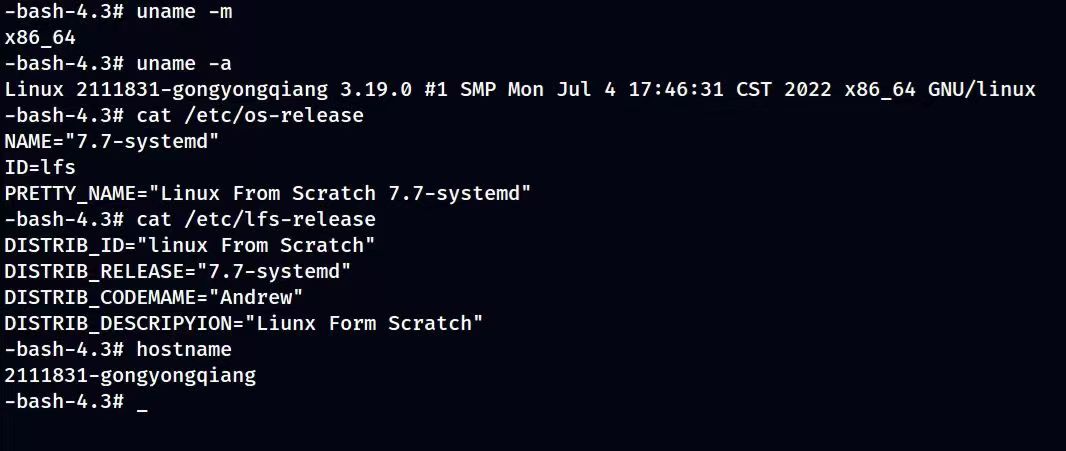 -bash-4.3# uname -m
x86_64
-bash-4.3# uname -a
Linux 2111831-gongyongqiang 3.19.0 #1 SMP Mon Jul 4 17:46:31 CST 2022 x86_64 GNU/linux
-bash-4.3# cat /etc/os-release
NAME="7.7-systemd"
ID=lfs
PRETTY_NAME="Linux From Scratch 7.7-systemd"
-bash-4.3# cat /etc/lfs-release
DISTRIB_ID="linux From Scratch"
DISTRIB_RELEASE="7.7-systemd"
DISTRIB_CODEMAME="Andrew"
DISTRIB_DESCRIPYION="Liunx Form Scratch"
-bash-4.3# hostname
2111831-gongyongqiang
-bash-4.3# _